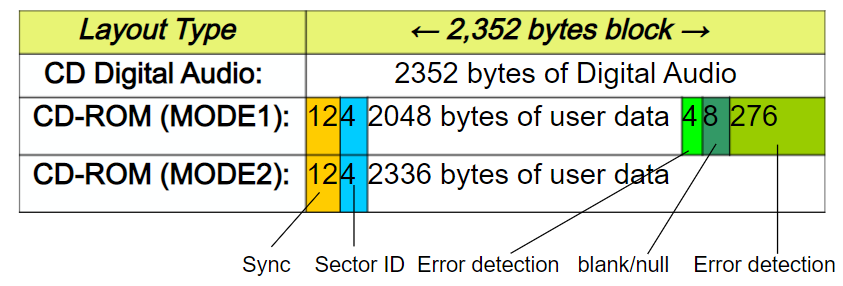 Layout Type ← 2,352 bytes block →
CD Digital Audio: 2352 bytes of Digital Audio
CD-ROM (MODE1): 12 4 2048 bytes of user data 4 8 276
CD-ROM (MODE2): 12 4 2336 bytes of user data
Sync Sector ID Error detection blank/null Error detection